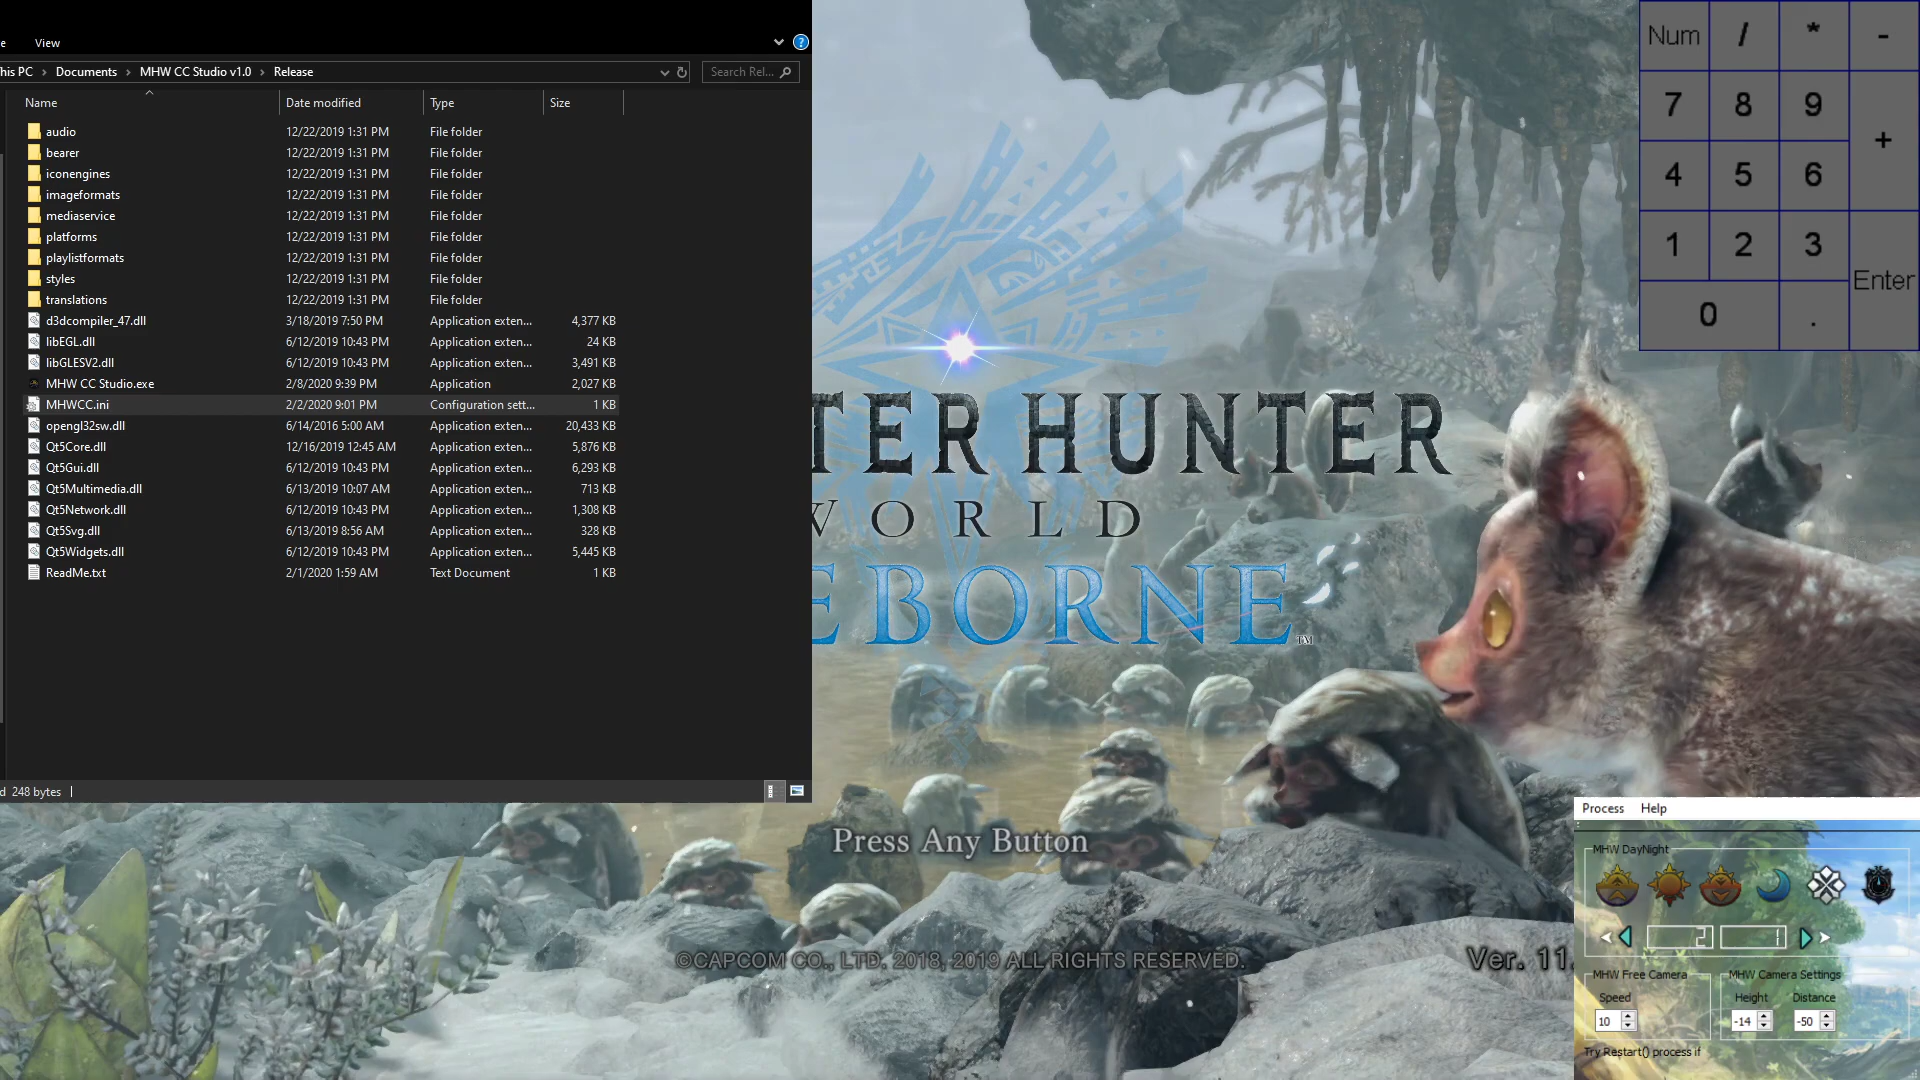 e View
his PC › Documents › MHW CC Studio v1.0 › Release Search Rel...
Name Date modified Type Size
audio 12/22/2019 1:31 PM File folder
bearer 12/22/2019 1:31 PM File folder
iconengines 12/22/2019 1:31 PM File folder
imageformats 12/22/2019 1:31 PM File folder
mediaservice 12/22/2019 1:31 PM File folder
platforms 12/22/2019 1:31 PM File folder
playlistformats 12/22/2019 1:31 PM File folder
styles 12/22/2019 1:31 PM File folder
translations 12/22/2019 1:31 PM File folder
d3dcompiler_47.dll 3/18/2019 7:50 PM Application exten... 4,377 KB
libEGL.dll 6/12/2019 10:43 PM Application exten... 24 KB
libGLESV2.dll 6/12/2019 10:43 PM Application exten... 3,491 KB
MHW CC Studio.exe 2/8/2020 9:39 PM Application 2,027 KB
MHWCC.ini 2/2/2020 9:01 PM Configuration sett... 1 KB
opengl32sw.dll 6/14/2016 5:00 AM Application exten... 20,433 KB
Qt5Core.dll 12/16/2019 12:45 AM Application exten... 5,876 KB
Qt5Gui.dll 6/12/2019 10:43 PM Application exten... 6,293 KB
Qt5Multimedia.dll 6/13/2019 10:07 AM Application exten... 713 KB
Qt5Network.dll 6/12/2019 10:43 PM Application exten... 1,308 KB
Qt5Svg.dll 6/13/2019 8:56 AM Application exten... 328 KB
Qt5Widgets.dll 6/12/2019 10:43 PM Application exten... 5,445 KB
ReadMe.txt 2/1/2020 1:59 AM Text Document 1 KB
d 248 bytes
TER HUNTER
WORLD
EBORNE™
Press Any Button
©CAPCOM CO., LTD. 2018, 2019 ALL RIGHTS RESERVED.
Ver. 11.
Num / * -
7 8 9 +
4 5 6
1 2 3 Enter
0 .
Process Help
MHW DayNight
2 1
MHW Free Camera MHW Camera Settings
Speed Height Distance
10 -14 -50
Try Restart() process if